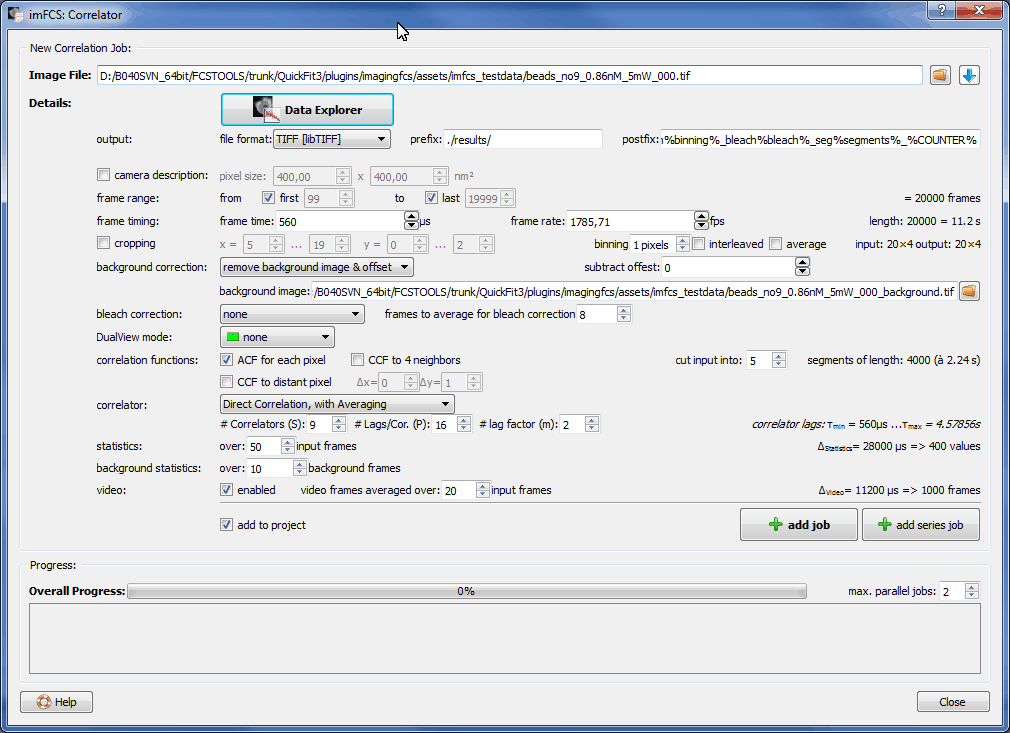 imFCS: Correlator
New Correlation Job:
Image File: D:/B040SVN_64bit/FCSTOOLS/trunk/QuickFit3/plugins/imagingfcs/assets/imfcs_testdata/beads_no9_0.86nM_5mW_000.tif
Details: Data Explorer
output: file format: TIFF [libTIFF] prefix: ./results/ postfix: %binning%_bleach%bleach%_seg%segments%_%COUNTER%
camera description: pixel size: 400,00 x 400,00 nm²
frame range: from first 99 to last 19999 = 20000 frames
frame timing: frame time: 560 µs frame rate: 1785,71 fps length: 20000 = 11.2 s
cropping x = 5 ... 19 y = 0 ... 2 binning 1 pixels interleaved average input: 20×4 output: 20×4
background correction: remove background image & offset subtract offest: 0
background image: /B040SVN_64bit/FCSTOOLS/trunk/QuickFit3/plugins/imagingfcs/assets/imfcs_testdata/beads_no9_0.86nM_5mW_000_background.tif
bleach correction: none frames to average for bleach correction 8
DualView mode: none
correlation functions: ACF for each pixel CCF to 4 neighbors cut input into: 5 segments of length: 4000 (à 2.24 s)
CCF to distant pixel Δx= 0 Δy= 1
correlator: Direct Correlation, with Averaging
# Correlators (S): 9 # Lags/Cor. (P): 16 # lag factor (m): 2 correlator lags: τmin = 560µs ...τmax = 4.57856s
statistics: over: 50 input frames ΔStatistics= 28000 µs => 400 values
background statistics: over: 10 background frames
video: enabled video frames averaged over: 20 input frames ΔVideo= 11200 µs => 1000 frames
add to project add job add series job
Progress:
Overall Progress: 0% max. parallel jobs: 2
Help Close